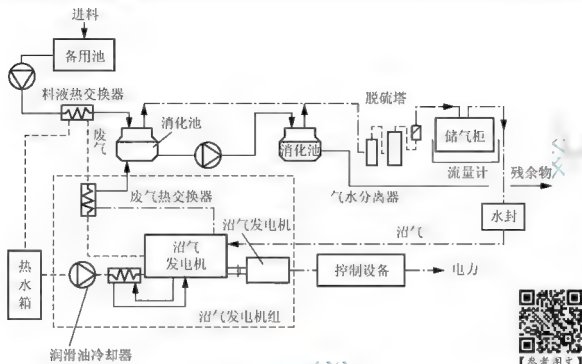 进料
备用池
料液热交换器
废气
消化池
消化池
脱硫塔
储气柜
流量计
残余物
气水分离器
水封
废气热交换器
沼气
沼气发电机
沼气
发电机
控制设备
电力
热水箱
沼气发电机组
润滑油冷却器
【参考图文】